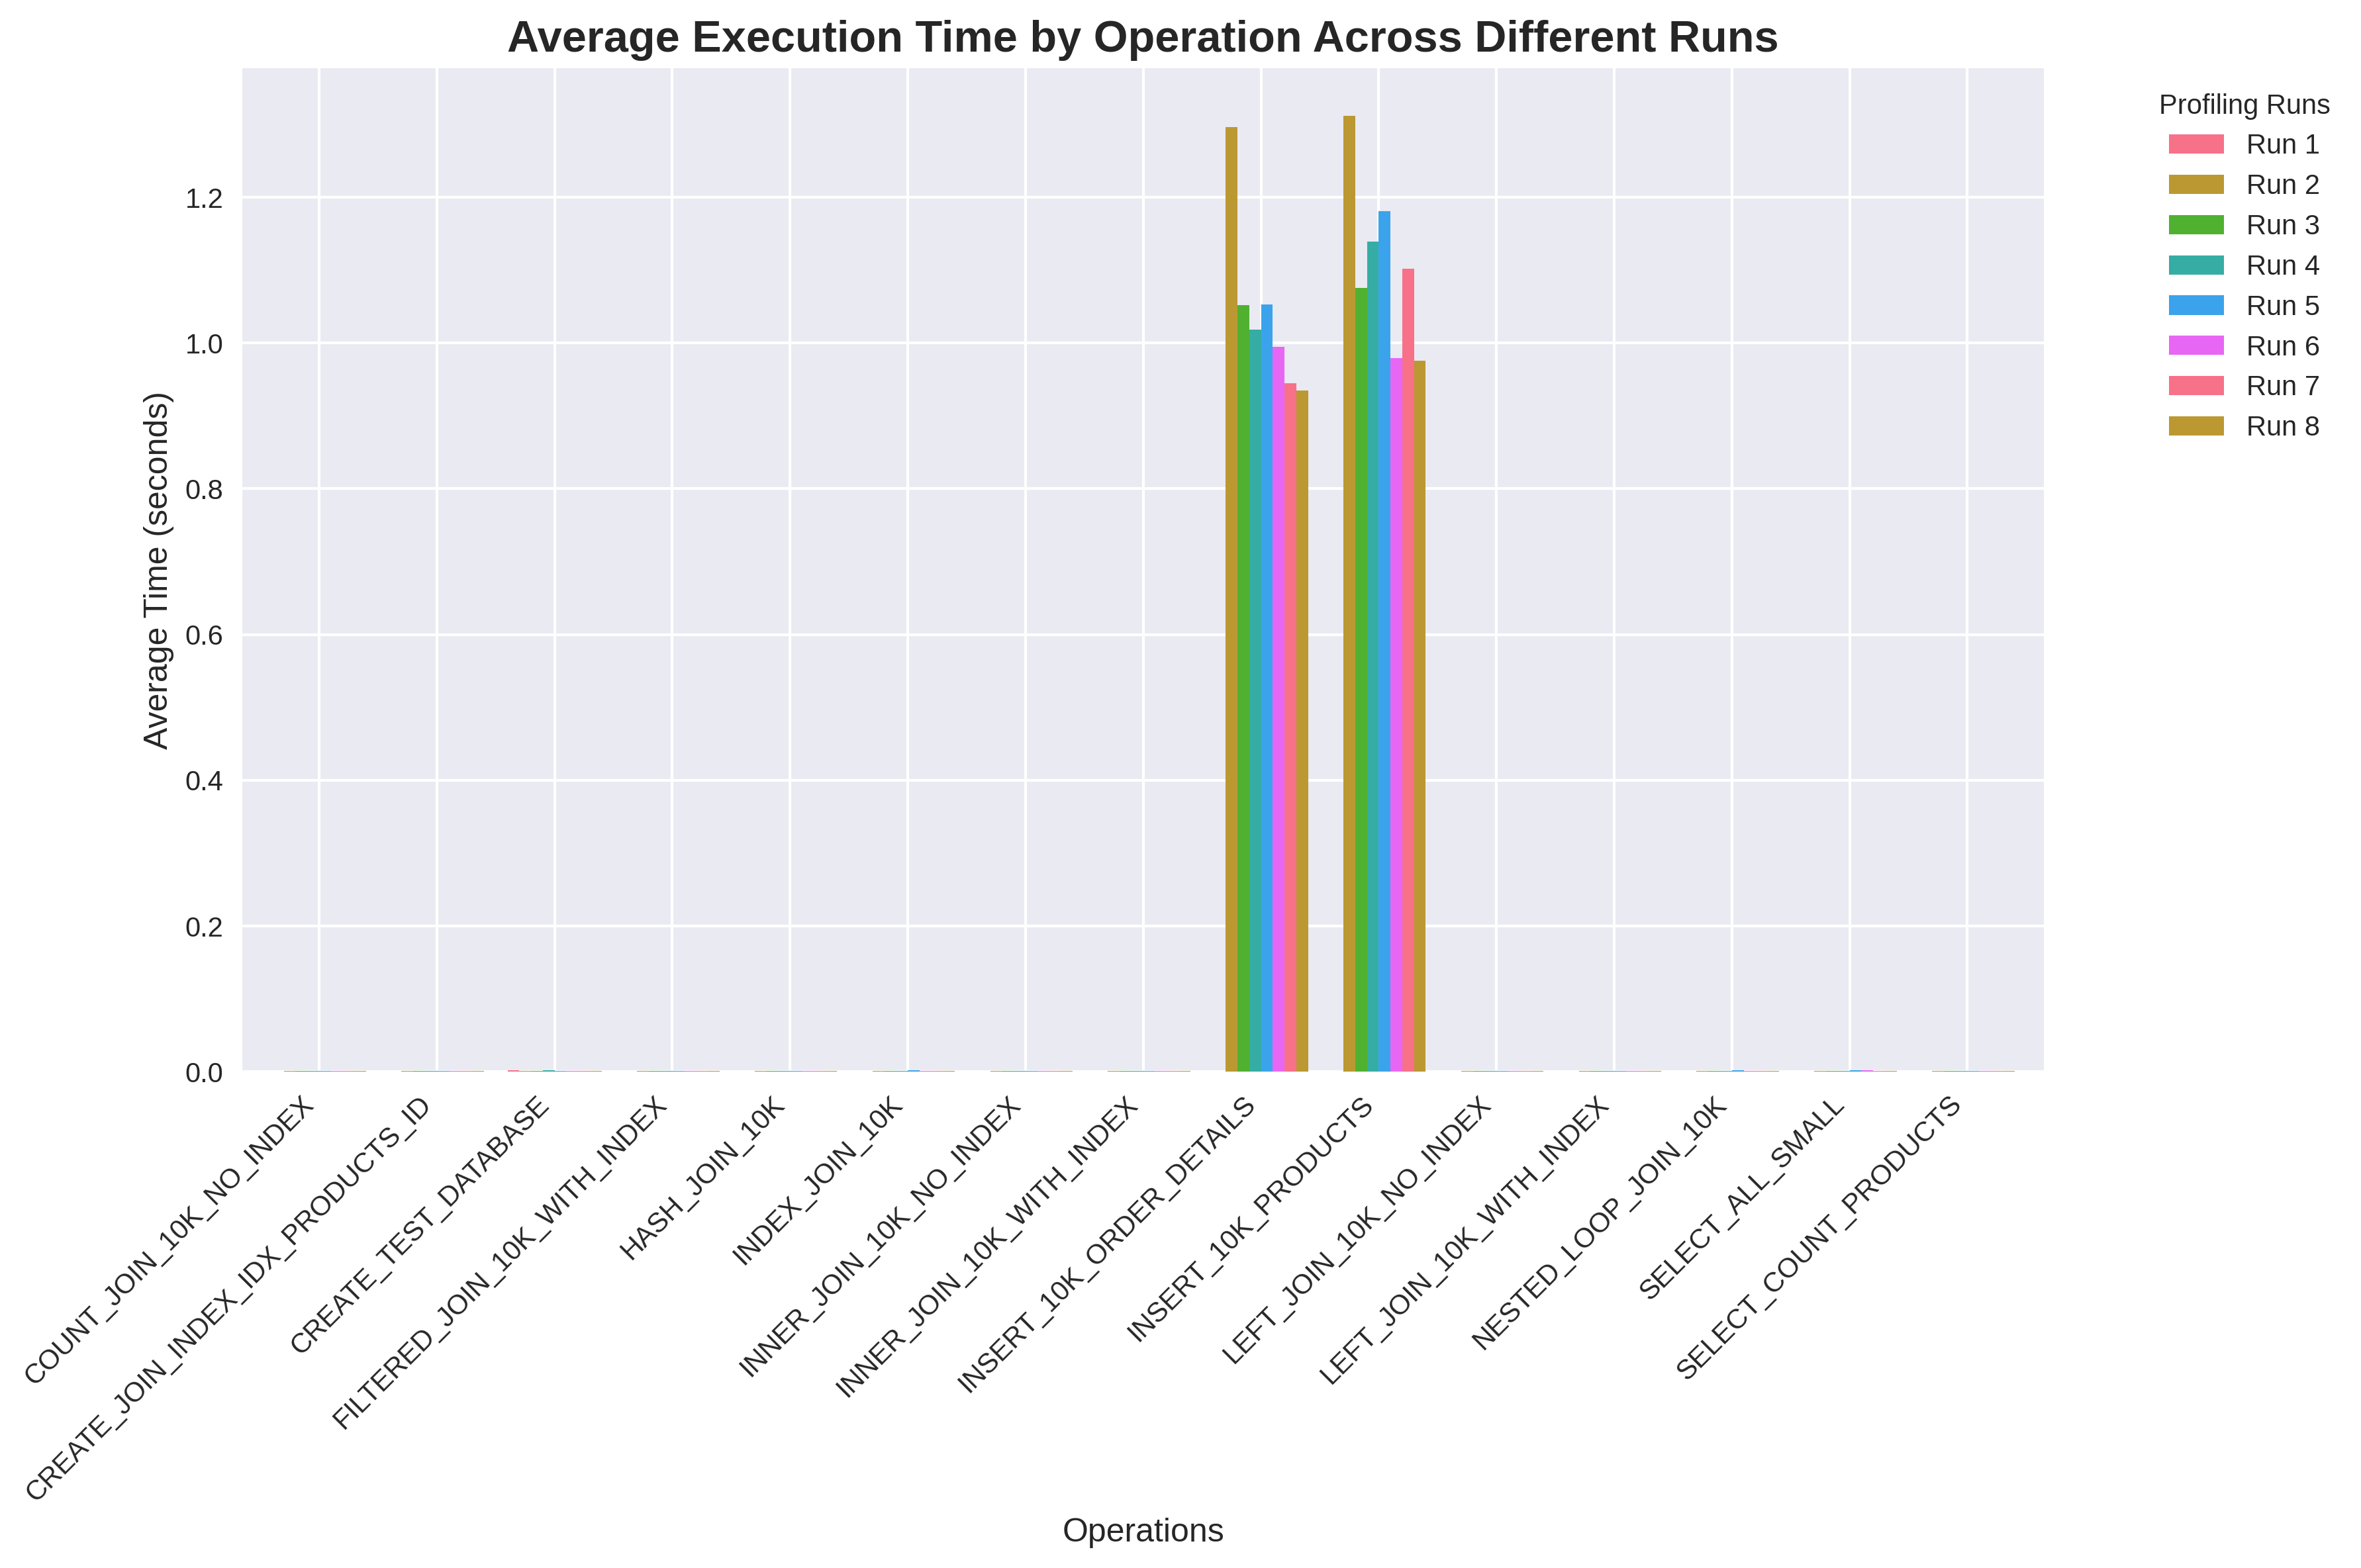 Average Execution Time by Operation Across Different Runs
Profiling Runs
Run 1
Run 2
Run 3
Run 4
Run 5
Run 6
Run 7
Run 8
Average Time (seconds)
1.2
1.0
0.8
0.6
0.4
0.2
0.0
COUNT_JOIN_10K_NO_INDEX
CREATE_JOIN_INDEX_IDX_PRODUCTS_ID
CREATE_TEST_DATABASE
FILTERED_JOIN_10K_WITH_INDEX
HASH_JOIN_10K
INDEX_JOIN_10K
INNER_JOIN_10K_NO_INDEX
INNER_JOIN_10K_WITH_INDEX
INSERT_10K_ORDER_DETAILS
INSERT_10K_PRODUCTS
LEFT_JOIN_10K_NO_INDEX
LEFT_JOIN_10K_WITH_INDEX
NESTED_LOOP_JOIN_10K
SELECT_ALL_SMALL
SELECT_COUNT_PRODUCTS
Operations